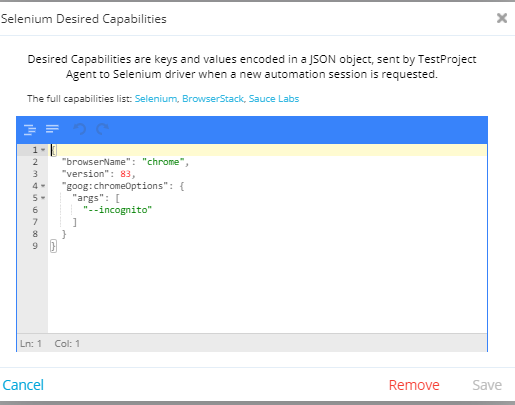 Selenium Desired Capabilities
Desired Capabilities are keys and values encoded in a JSON object, sent by TestProject
Agent to Selenium driver when a new automation session is requested.
The full capabilities list: Selenium, BrowserStack, Sauce Labs
1 {
2 "browserName": "chrome",
3 "version": 83,
4 "goog:chromeOptions": {
5 "args": [
6 "--incognito"
7 ]
8 }
9 }
Ln: 1 Col: 1
Cancel Remove Save